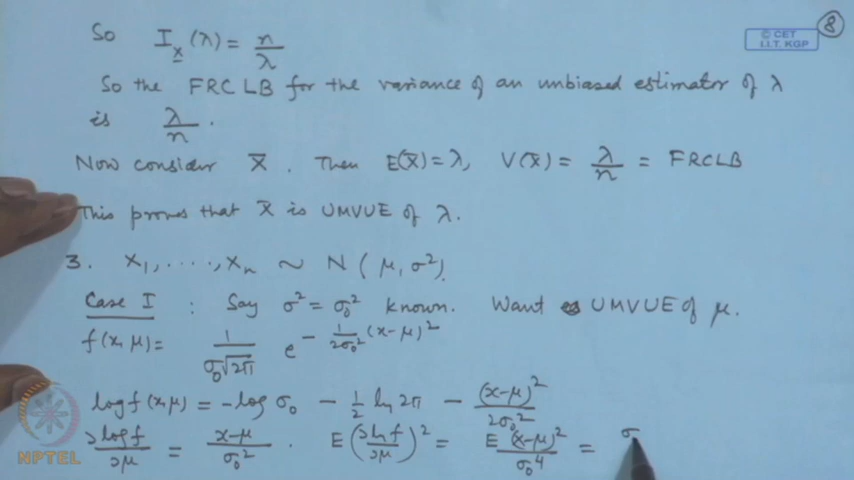 8
© CET
I.I.T. KGP
So I_x(λ) = n/λ
So the FRCLB for the variance of an unbiased estimator of λ
is λ/n .
Now consider X̄. Then E(X̄)=λ, V(X̄) = λ/n = FRCLB
This proves that X̄ is UMVUE of λ.
3. X₁, ....., Xₙ ~ N(μ, σ²).
Case I : Say σ² = σ₀² known. Want UMVUE of μ.
f(x, μ) = 1/(σ₀√2π) e^{-1/(2σ₀²) (x-μ)²}
log f(x,μ) = -log σ₀ - 1/2 ln 2π - (x-μ)²/(2σ₀²)
∂log f/∂μ = (x-μ)/σ₀² . E(∂ln f/∂μ)² = E(x-μ)²/σ₀⁴ = σ
NPTEL